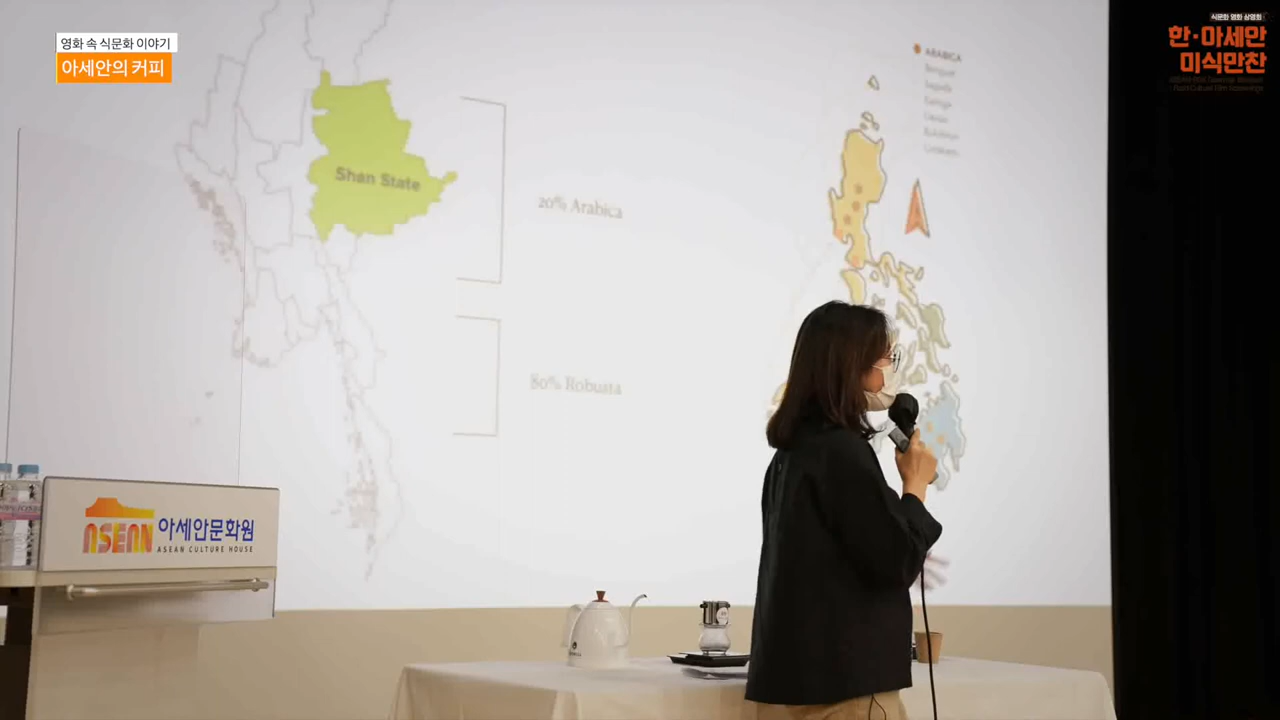 영화 속 식문화 이야기
아세안의 커피
식문화 영화 상영회
한·아세안
미식만찬
ARABICA
Shan State
20% Arabica
80% Robusta
ASEAN 아세안문화원
ASEAN CULTURE HOUSE